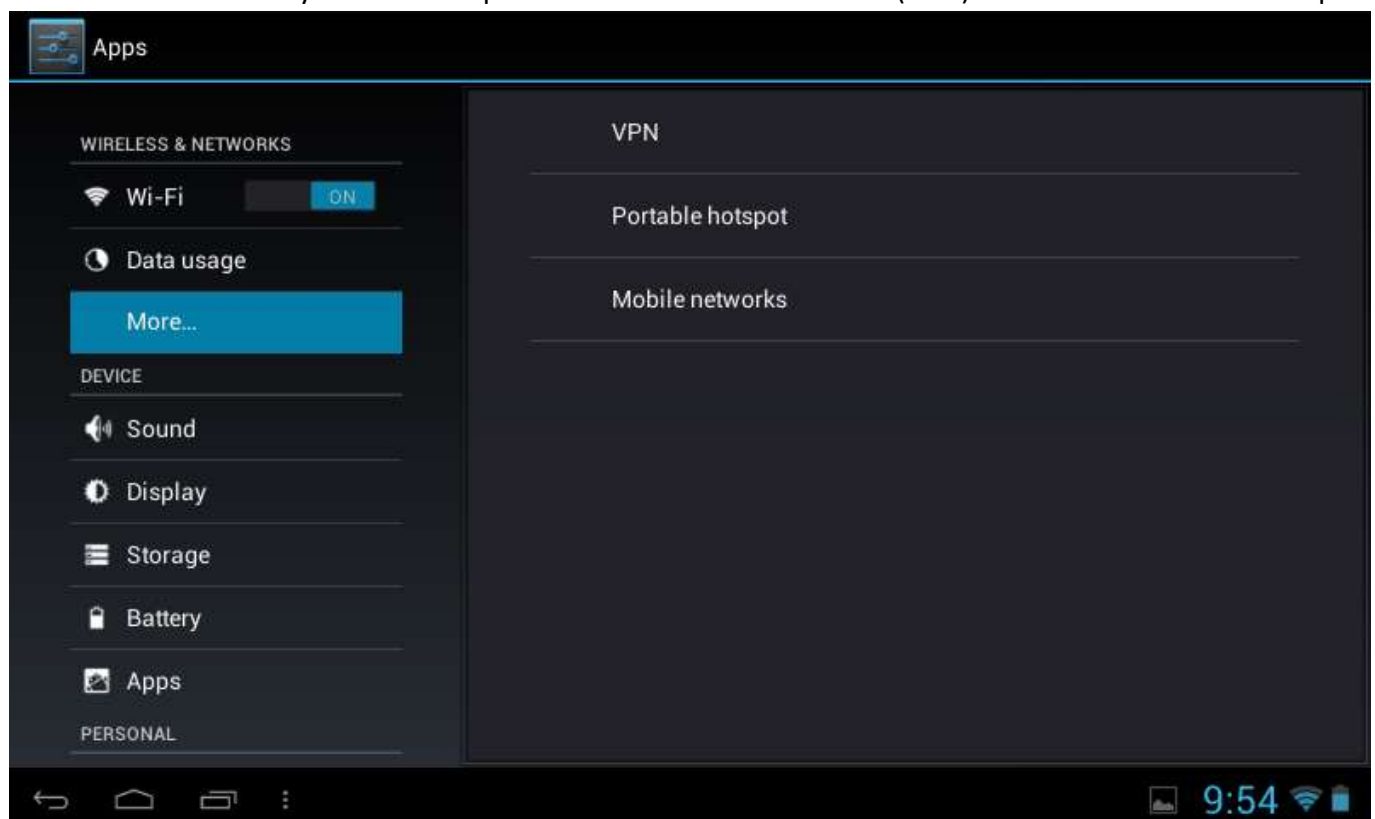 Apps
WIRELESS & NETWORKS
Wi-Fi ON
Data usage
More...
DEVICE
Sound
Display
Storage
Battery
Apps
PERSONAL
VPN
Portable hotspot
Mobile networks
9:54